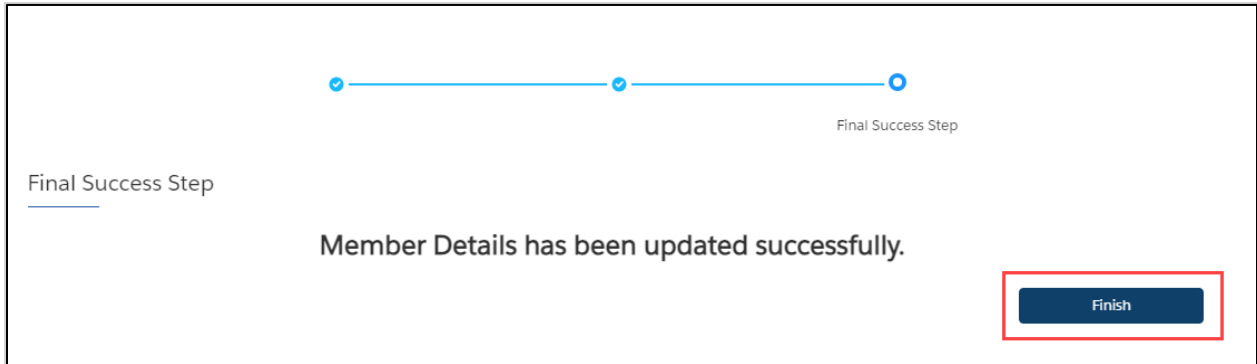 Final Success Step
Final Success Step
Member Details has been updated successfully.
Finish